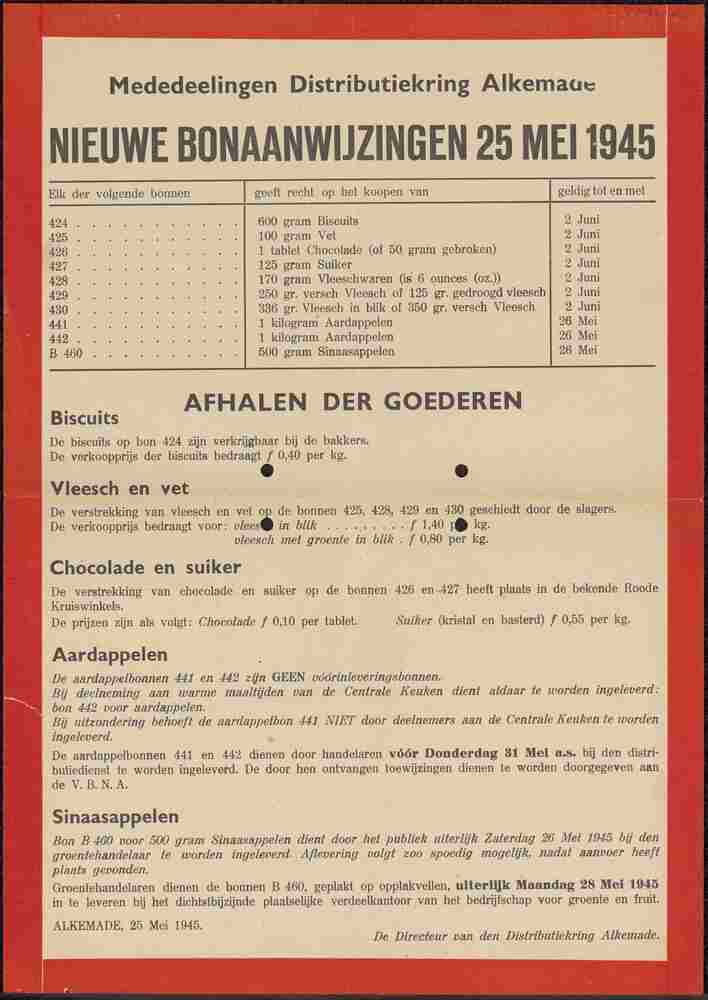 Mededeelingen Distributiekring Alkemade
NIEUWE BONAANWIJZINGEN 25 MEI 1945
Elk der volgende bonnen geeft recht op het koopen van geldig tot en met
424 . . . . . . . . . . . 600 gram Biscuits 2 Juni
425 . . . . . . . . . . . 100 gram Vet 2 Juni
426 . . . . . . . . . . . 1 tablet Chocolade (of 50 gram gebroken) 2 Juni
427 . . . . . . . . . . . 125 gram Suiker 2 Juni
428 . . . . . . . . . . . 170 gram Vleeschwaren (is 6 ounces (oz.)) 2 Juni
429 . . . . . . . . . . . 250 gr. versch Vleesch of 125 gr. gedroogd vleesch 2 Juni
430 . . . . . . . . . . . 336 gr. Vleesch in blik of 350 gr. versch Vleesch 2 Juni
441 . . . . . . . . . . . 1 kilogram Aardappelen 26 Mei
442 . . . . . . . . . . . 1 kilogram Aardappelen 26 Mei
B 460 . . . . . . . . . . 500 gram Sinaasappelen 26 Mei
AFHALEN DER GOEDEREN
Biscuits
De biscuits op bon 424 zijn verkrijgbaar bij de bakkers.
De verkoopprijs der biscuits bedraagt f 0,40 per kg.
Vleesch en vet
De verstrekking van vleesch en vet op de bonnen 425, 428, 429 en 430 geschiedt door de slagers.
De verkoopprijs bedraagt voor: vleesch in blik . . . . . . . . . f 1,40 per kg.
vleesch met groente in blik . f 0,80 per kg.
Chocolade en suiker
De verstrekking van chocolade en suiker op de bonnen 426 en 427 heeft plaats in de bekende Roode
Kruiswinkels.
De prijzen zijn als volgt: Chocolade f 0,10 per tablet. Suiker (kristal en basterd) f 0,55 per kg.
Aardappelen
De aardappelbonnen 441 en 442 zijn GEEN vóórinleveringsbonnen.
Bij deelneming aan warme maaltijden van de Centrale Keuken dient aldaar te worden ingeleverd:
bon 442 voor aardappelen.
Bij uitzondering behoeft de aardappelbon 441 NIET door deelnemers aan de Centrale Keuken te worden
ingeleverd.
De aardappelbonnen 441 en 442 dienen door handelaren vóór Donderdag 31 Mei a.s. bij den distri-
butiedienst te worden ingeleverd. De door hen ontvangen toewijzingen dienen te worden doorgegeven aan
de V. B. N. A.
Sinaasappelen
Bon B 460 voor 500 gram Sinaasappelen dient door het publiek uiterlijk Zaterdag 26 Mei 1945 bij den
groentehandelaar te worden ingeleverd. Aflevering volgt zoo spoedig mogelijk, nadat aanvoer heeft
plaats gevonden.
Groentehandelaren dienen de bonnen B 460, geplakt op opplakvellen, uiterlijk Maandag 28 Mei 1945
in te leveren bij het dichtstbijzijnde plaatselijke verdeelkantoor van het bedrijfschap voor groente en fruit.
ALKEMADE, 25 Mei 1945.
De Directeur van den Distributiekring Alkemade.